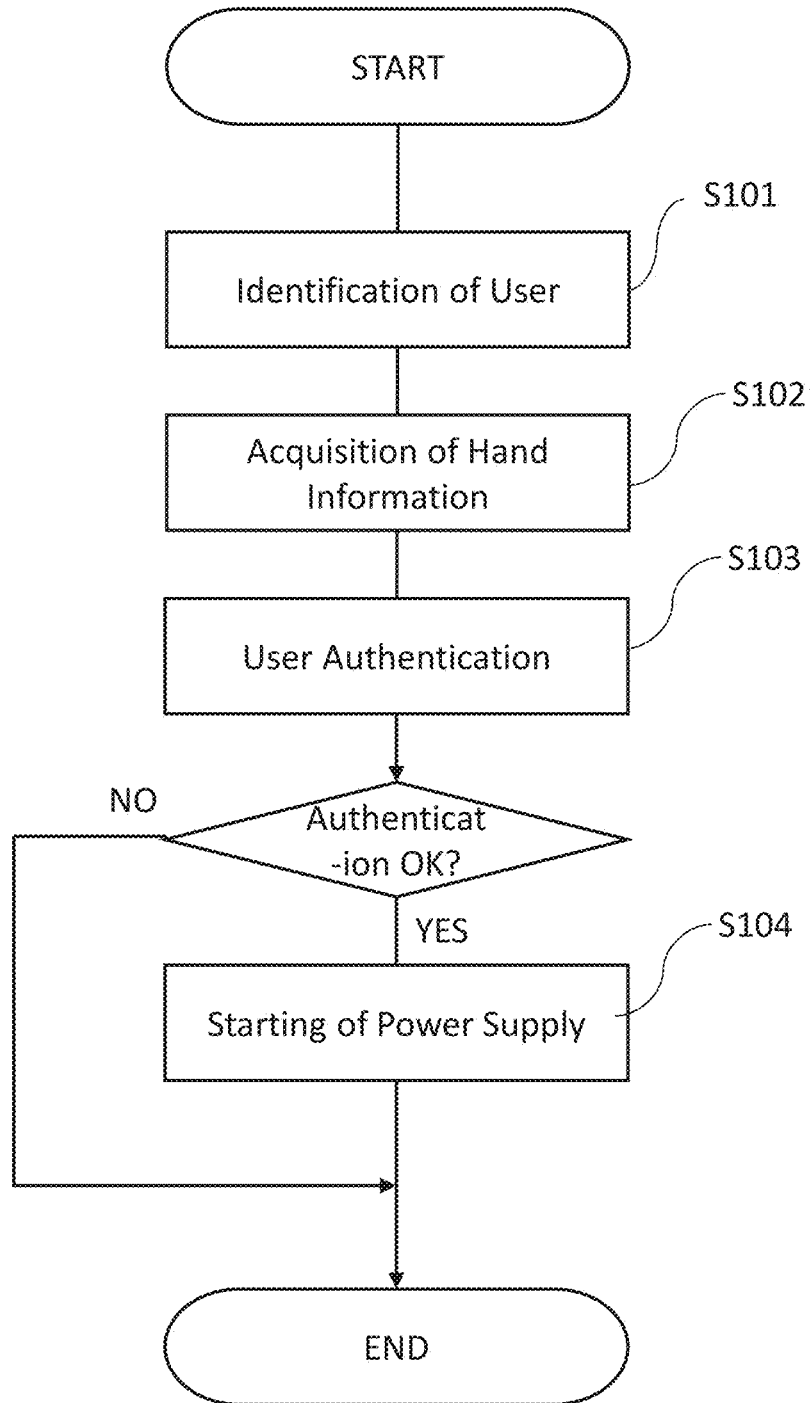 START
S101
Identification of User
S102
Acquisition of Hand
Information
S103
User Authentication
NO
Authenticat
-ion OK?
YES
S104
Starting of Power Supply
END